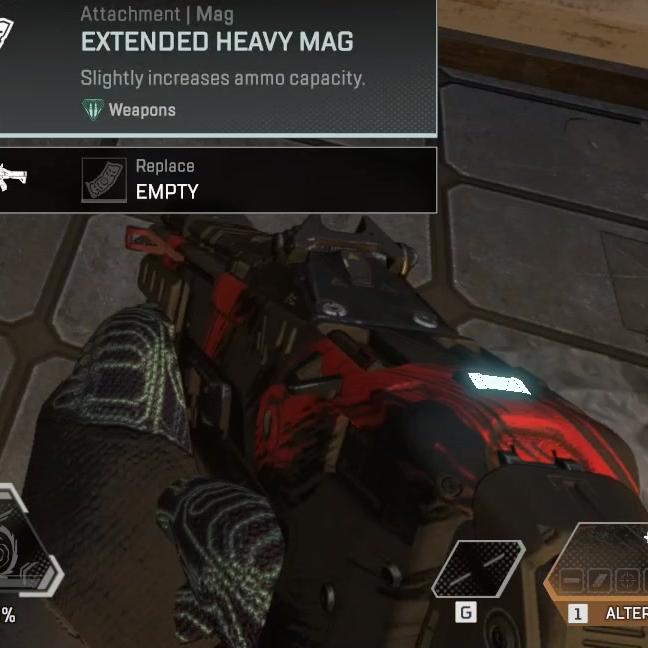 Attachment | Mag
EXTENDED HEAVY MAG
Slightly increases ammo capacity.
Weapons
Replace
EMPTY
%
G
1 ALTER